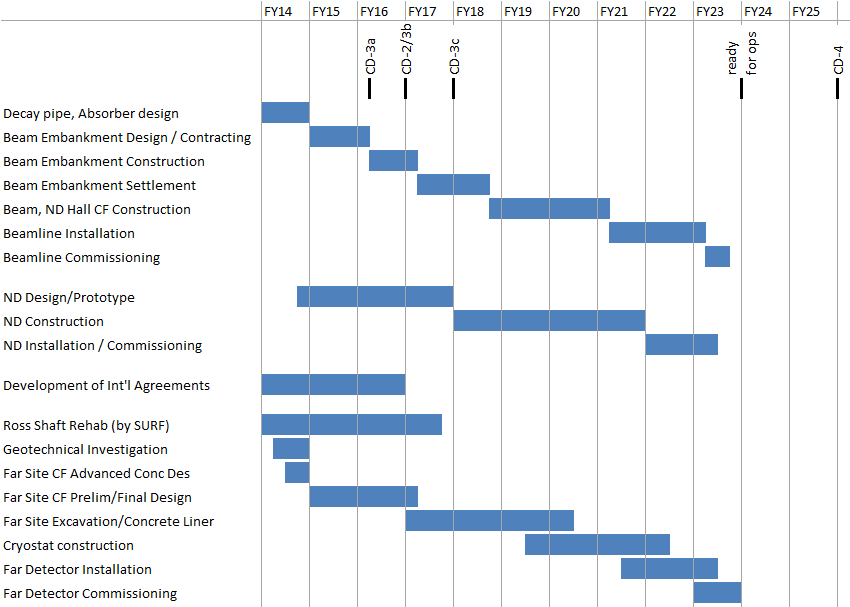 FY14 FY15 FY16 FY17 FY18 FY19 FY20 FY21 FY22 FY23 FY24 FY25
CD-3a
CD-2/3b
CD-3c
ready
for ops
CD-4
Decay pipe, Absorber design
Beam Embankment Design / Contracting
Beam Embankment Construction
Beam Embankment Settlement
Beam, ND Hall CF Construction
Beamline Installation
Beamline Commissioning
ND Design/Prototype
ND Construction
ND Installation / Commissioning
Development of Int'l Agreements
Ross Shaft Rehab (by SURF)
Geotechnical Investigation
Far Site CF Advanced Conc Des
Far Site CF Prelim/Final Design
Far Site Excavation/Concrete Liner
Cryostat construction
Far Detector Installation
Far Detector Commissioning